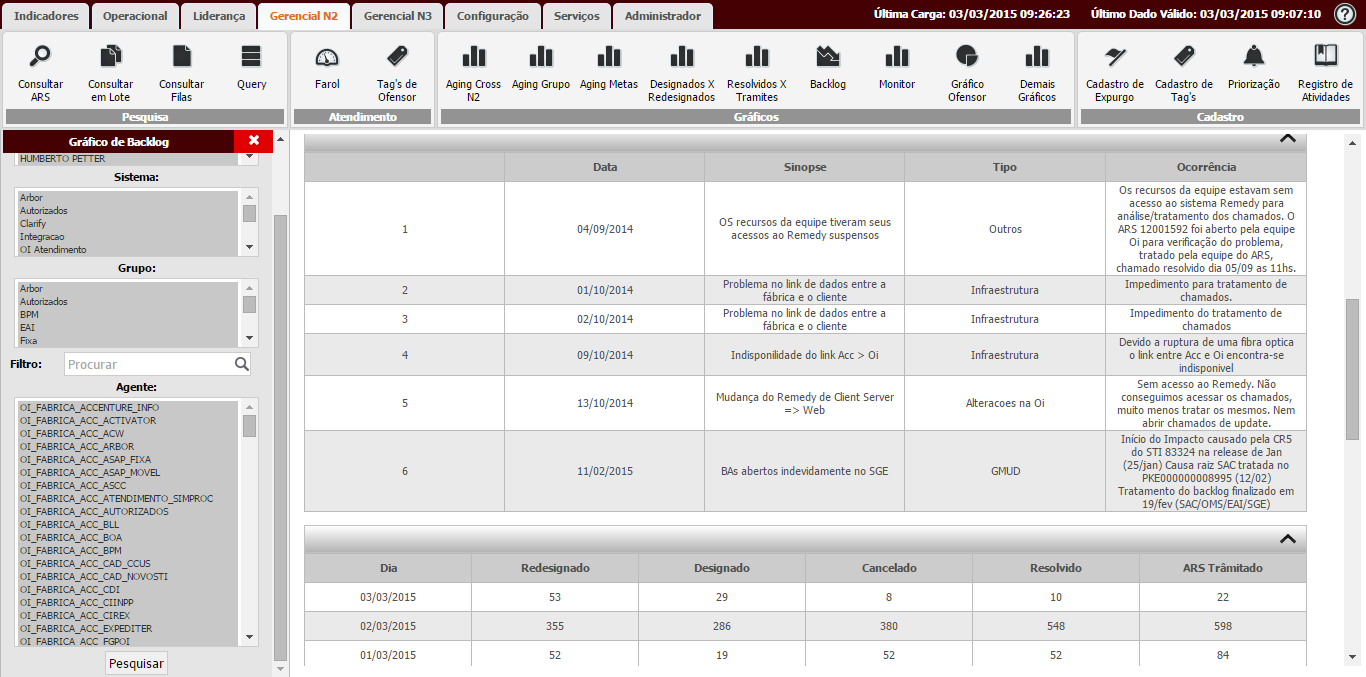 Indicadores Operacional Liderança Gerencial N2 Gerencial N3 Configuração Serviços Administrador Última Carga: 03/03/2015 09:26:23 Último Dado Válido: 03/03/2015 09:07:10 ?
Consultar ARS
Consultar em Lote
Consultar Filas
Query
Pesquisa
Farol
Tag's de Ofensor
Atendimento
Aging Cross N2
Aging Grupo
Aging Metas
Designados X Redesignados
Resolvidos X Tramites
Backlog
Monitor
Gráfico Ofensor
Demais Gráficos
Gráficos
Cadastro de Expurgo
Cadastro de Tag's
Priorização
Registro de Atividades
Cadastro
Gráfico de Backlog
HUMBERTO PETTER
Sistema:
Arbor
Autorizados
Clarify
Integracao
OI Atendimento
Grupo:
Arbor
Autorizados
BPM
EAI
Fixa
Filtro: Procurar
Agente:
OI_FABRICA_ACCENTURE_INFO
OI_FABRICA_ACC_ACTIVATOR
OI_FABRICA_ACC_ACW
OI_FABRICA_ACC_ARBOR
OI_FABRICA_ACC_ASAP_FIXA
OI_FABRICA_ACC_ASAP_MOVEL
OI_FABRICA_ACC_ASCC
OI_FABRICA_ACC_ATENDIMENTO_SIMPROC
OI_FABRICA_ACC_AUTORIZADOS
OI_FABRICA_ACC_BLL
OI_FABRICA_ACC_BOA
OI_FABRICA_ACC_BPM
OI_FABRICA_ACC_CAD_CCUS
OI_FABRICA_ACC_CAD_NOVOSTI
OI_FABRICA_ACC_CDI
OI_FABRICA_ACC_CIINPP
OI_FABRICA_ACC_CIREX
OI_FABRICA_ACC_EXPEDITER
OI_FABRICA_ACC_FGPOI
Pesquisar
Data Sinopse Tipo Ocorrência
1 04/09/2014
OS recursos da equipe tiveram seus
acessos ao Remedy suspensos
Outros
Os recursos da equipe estavam sem
acesso ao sistema Remedy para
análise/tratamento dos chamados. O
ARS 12001592 foi aberto pela equipe
Oi para verificação do problema,
tratado pela equipe do ARS,
chamado resolvido dia 05/09 as 11hs.
2 01/10/2014
Problema no link de dados entre a
fábrica e o cliente
Infraestrutura
Impedimento para tratamento de
chamados.
3 02/10/2014
Problema no link de dados entre a
fábrica e o cliente
Infraestrutura
Impedimento do tratamento de
chamados
4 09/10/2014 Indisponilidade do link Acc > Oi Infraestrutura
Devido a ruptura de uma fibra optica
o link entre Acc e Oi encontra-se
indisponivel
5 13/10/2014
Mudança do Remedy de Client Server
=> Web
Alteracoes na Oi
Sem acesso ao Remedy. Não
conseguimos acessar os chamados,
muito menos tratar os mesmos. Nem
abrir chamados de update.
6 11/02/2015 BAs abertos indevidamente no SGE GMUD
Início do Impacto causado pela CR5
do STI 83324 na release de Jan
(25/jan) Causa raiz SAC tratada no
PKE000000008995 (12/02)
Tratamento do backlog finalizado em
19/fev (SAC/OMS/EAI/SGE)
Dia Redesignado Designado Cancelado Resolvido ARS Trâmitado
03/03/2015 53 29 8 10 22
02/03/2015 355 286 380 548 598
01/03/2015 52 19 52 52 84